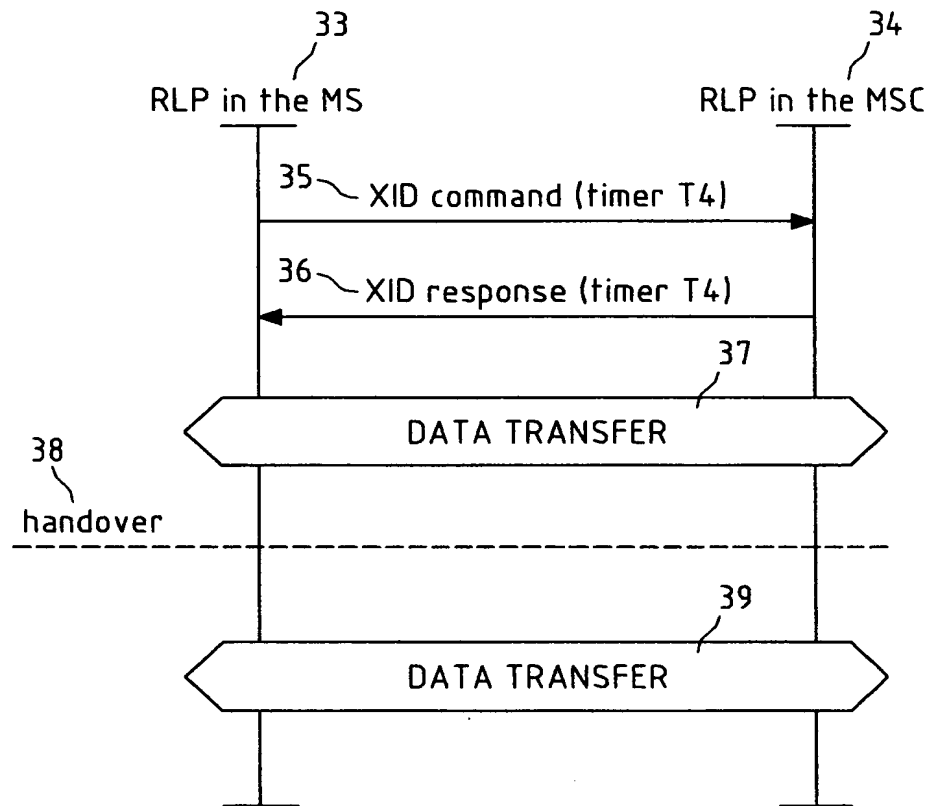 33
34
RLP in the MS
RLP in the MSC
35
XID command (timer T4)
36
XID response (timer T4)
37
DATA TRANSFER
38
handover
39
DATA TRANSFER